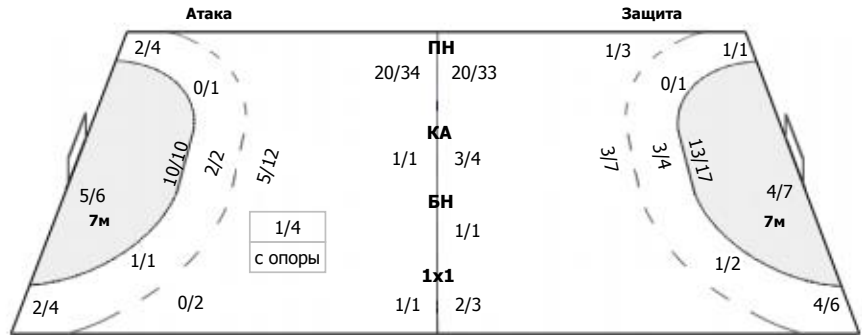 Атака
Защита
2/4
ПН
1/3
1/1
20/34
20/33
0/1
0/1
КА
10/10
2/2
5/12
1/1
3/4
3/7
3/4
13/17
5/6
7м
БН
4/7
7м
1/4
1/1
с опоры
1/1
1/2
1x1
2/4
0/2
1/1
2/3
4/6